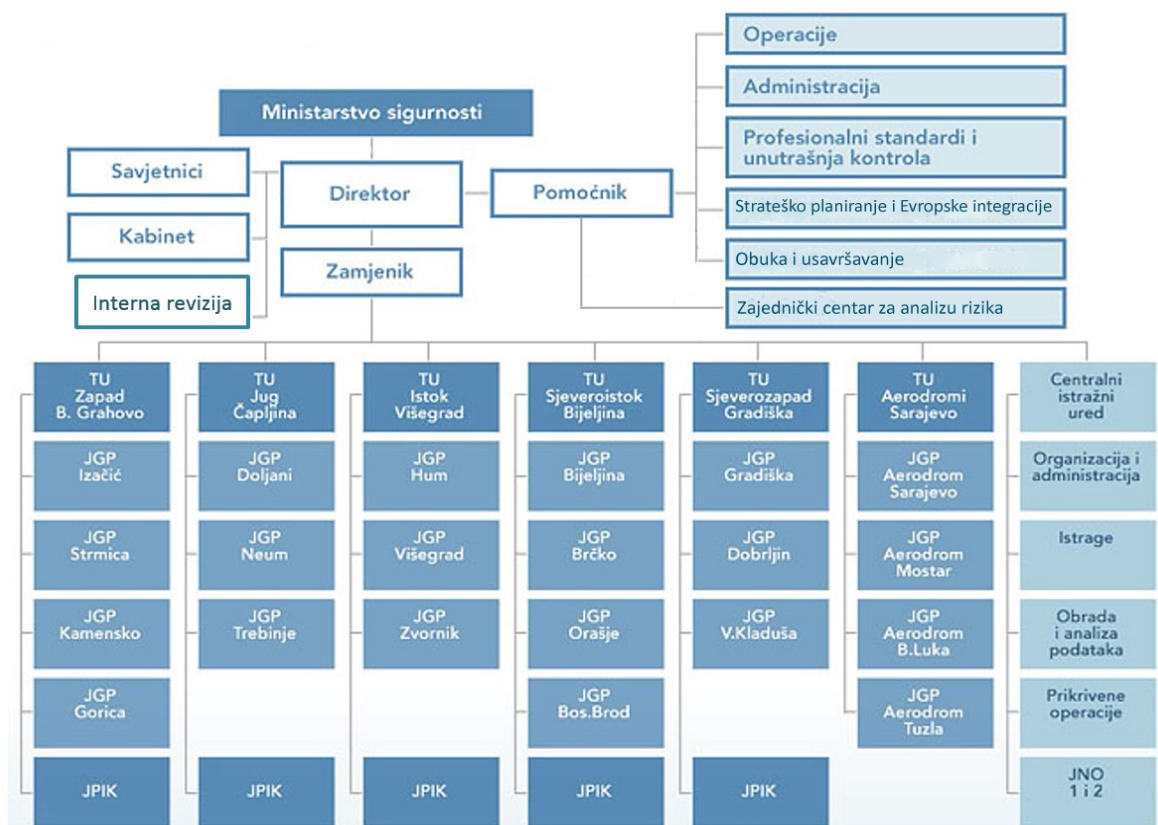 Operacije
Administracija
Ministarstvo sigurnosti
Profesionalni standardi i
unutrašnja kontrola
Savjetnici
Direktor
Pomoćnik
Strateško planiranje i Evropske integracije
Kabinet
Zamjenik
Obuka i usavršavanje
Interna revizija
Zajednički centar za analizu rizika
TU
Zapad
B. Grahovo
JGP
Izačić
JGP
Strmica
JGP
Kamensko
JGP
Gorica
JPIK
TU
Jug
Čapljina
JGP
Doljani
JGP
Neum
JGP
Trebinje
JPIK
TU
Istok
Višegrad
JGP
Hum
JGP
Višegrad
JGP
Zvornik
JPIK
TU
Sjeveroistok
Bijeljina
JGP
Bijeljina
JGP
Brčko
JGP
Orašje
JGP
Bos.Brod
JPIK
TU
Sjeverozapad
Gradiška
JGP
Gradiška
JGP
Dobrljin
JGP
V.Kladuša
JPIK
TU
Aerodromi
Sarajevo
JGP
Aerodrom
Sarajevo
JGP
Aerodrom
Mostar
JGP
Aerodrom
B.Luka
JGP
Aerodrom
Tuzla
Centralni
istražni
ured
Organizacija i
administracija
Istrage
Obrada
i analiza
podataka
Prikrivene
operacije
JNO
1 i 2